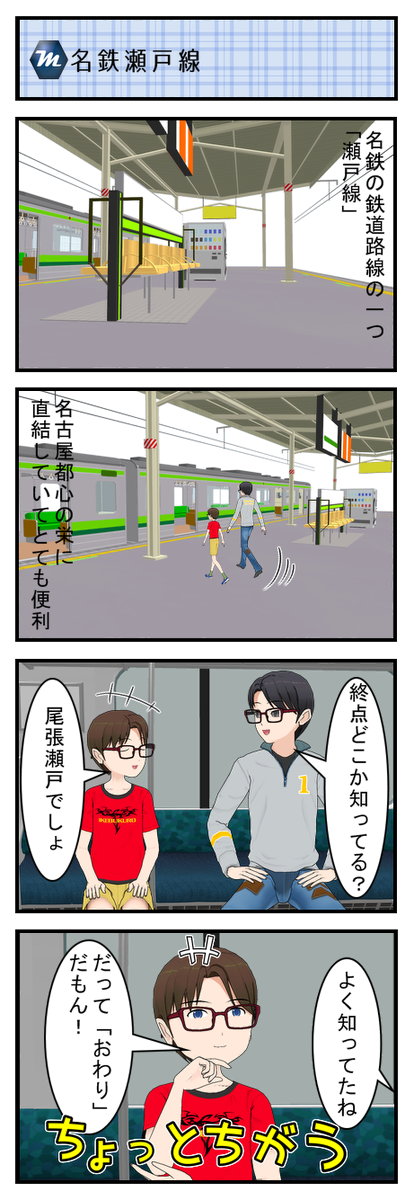 名鉄瀬戸線
名鉄の鉄道路線の一つ
「瀬戸線」
名古屋都心の栄に
直結していてとても便利
終点どこか知ってる?
1
尾張瀬戸でしょ
よく知ってたね
だって「おわり」
だもん!
ちょっとちがう